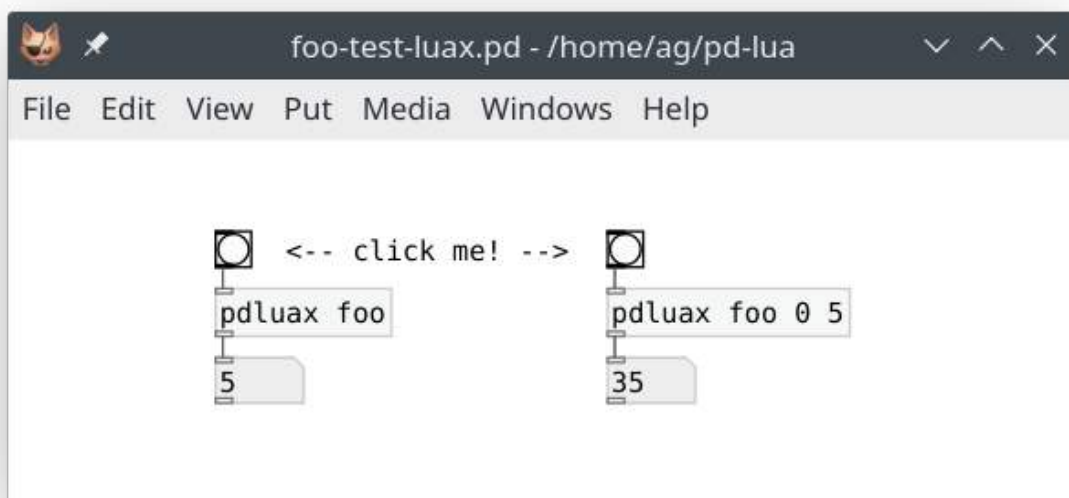 foo-test-luax.pd - /home/ag/pd-lua
File Edit View Put Media Windows Help
<-- click me! -->
pdluax foo pdluax foo 0 5
5 35